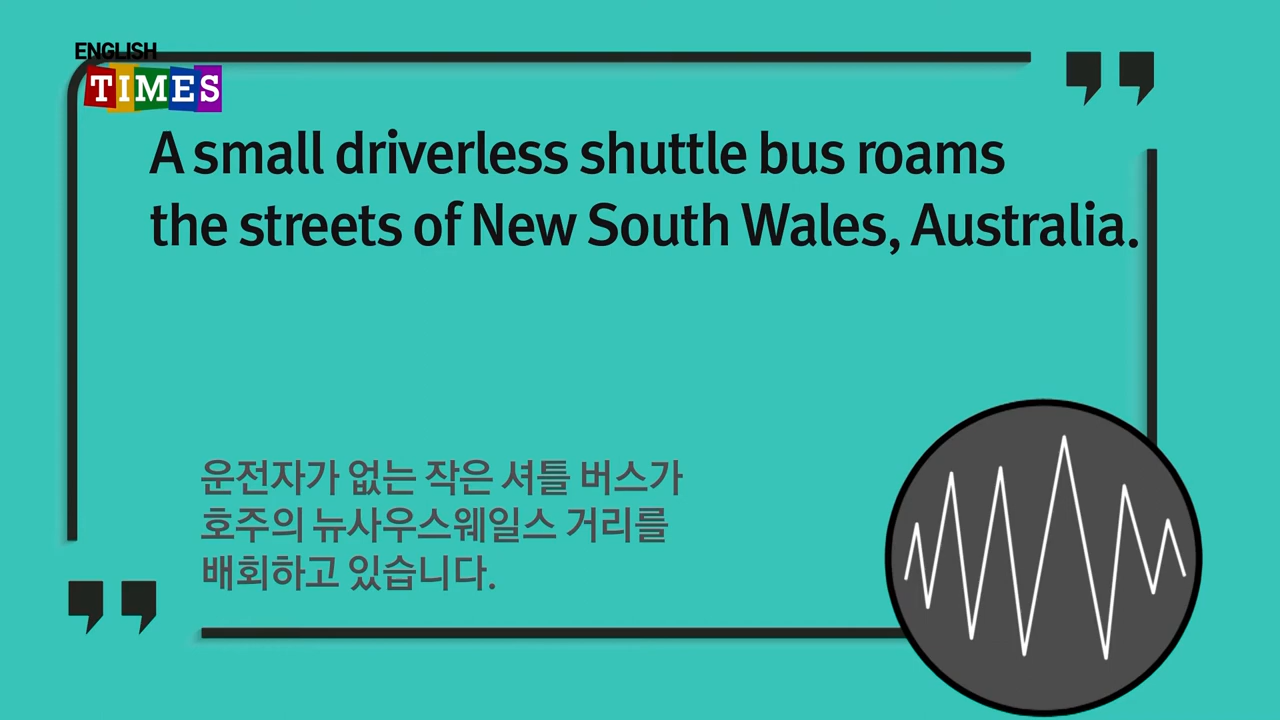 ENGLISH
TIMES
A small driverless shuttle bus roams
the streets of New South Wales, Australia.
운전자가 없는 작은 셔틀 버스가
호주의 뉴사우스웨일스 거리를
배회하고 있습니다.